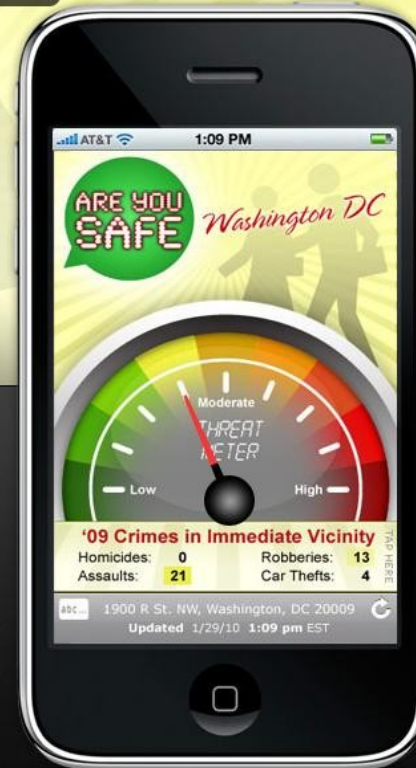 AT&T 1:09 PM
ARE YOU
SAFE
Washington DC
Moderate
THREAT
METER
Low High
‘09 Crimes in Immediate Vicinity
Homicides: 0 Robberies: 13
Assaults: 21 Car Thefts: 4
TAP HERE
abc... 1900 R St. NW, Washington, DC 20009
Updated 1/29/10 1:09 pm EST